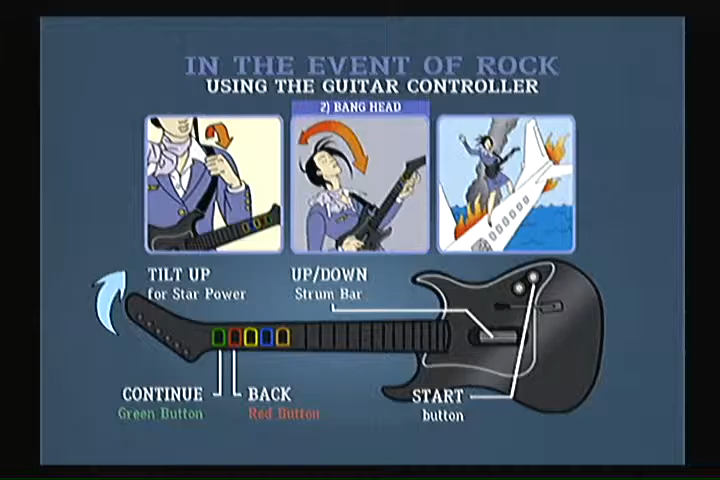 IN THE EVENT OF ROCK
USING THE GUITAR CONTROLLER
2) BANG HEAD
TILT UP
for Star Power
UP/DOWN
Strum Bar
CONTINUE
Green Button
BACK
Red Button
START
button